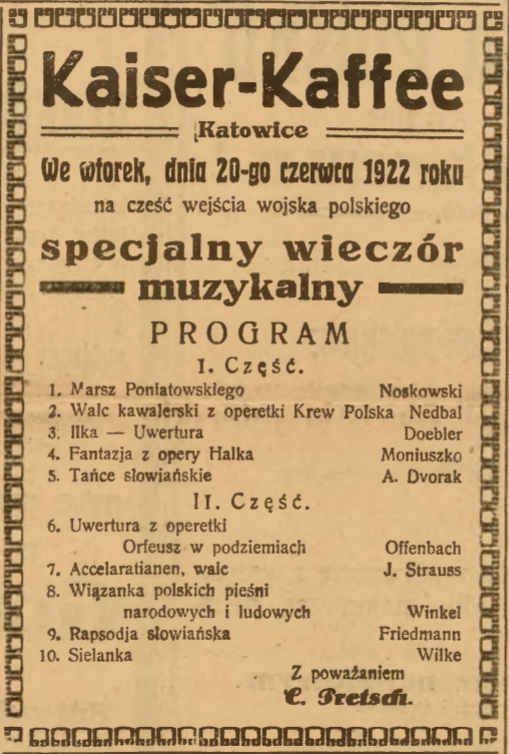 Kaiser-Kaffee
Katowice
We wtorek, dnia 20-go czerwca 1922 roku
na cześć wejścia wojska polskiego
specjalny wieczór
muzykalny
PROGRAM
I. Część.
1. Marsz Poniatowskiego Noskowski
2. Walc kawalerski z operetki Krew Polska Nedbal
3. Ilka — Uwertura Doebler
4. Fantazja z opery Halka Moniuszko
5. Tańce słowiańskie A. Dvorak
II. Część.
6. Uwertura z operetki
Orfeusz w podziemiach Offenbach
7. Accelaratianen, walc J. Strauss
8. Wiązanka polskich pieśni
narodowych i ludowych Winkel
9. Rapsodja słowiańska Friedmann
10. Sielanka Wilke
Z poważaniem
C. Pretsch.